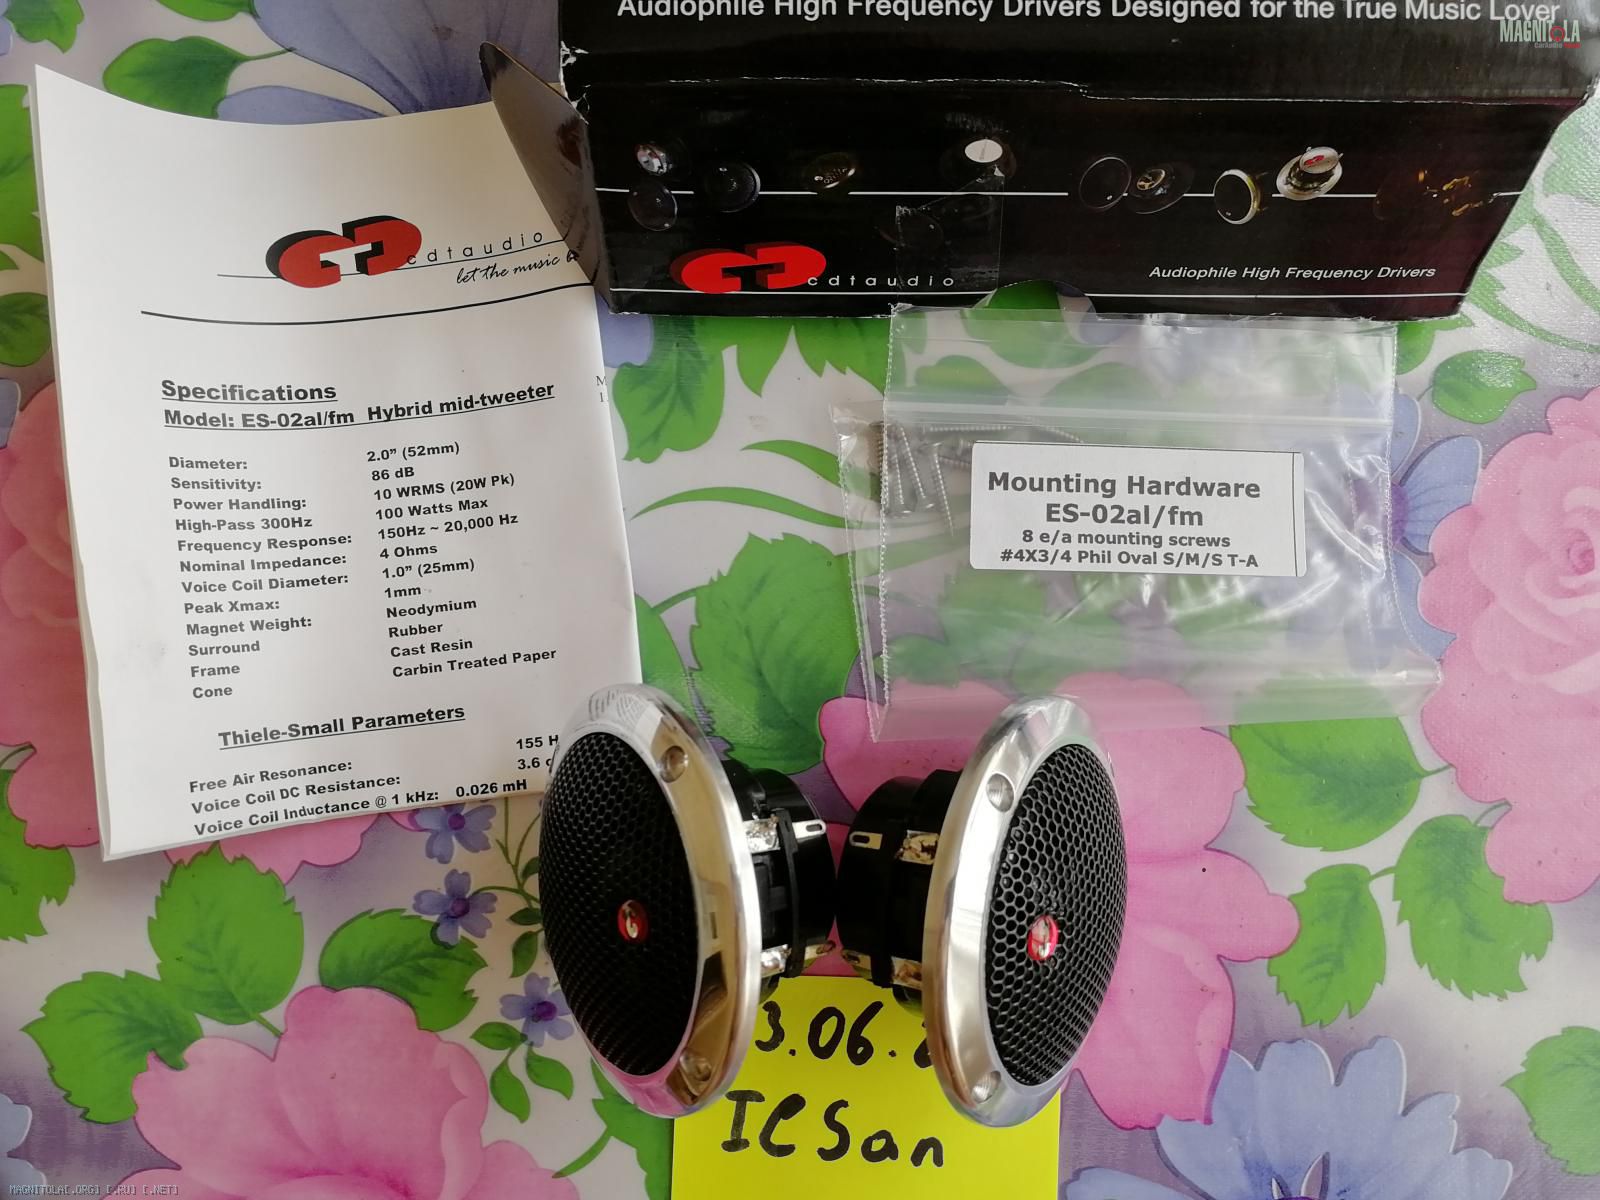 Audiophile High Frequency Drivers Designed for the True Music Lover
MAGNITOLA
cdtaudio
Audiophile High Frequency Drivers
cdtaudio
let the music
Specifications
Model: ES-02al/fm Hybrid mid-tweeter
Diameter: 2.0" (52mm)
Sensitivity: 86 dB
Power Handling: 10 WRMS (20W Pk)
High-Pass 300Hz 100 Watts Max
Frequency Response: 150Hz ~ 20,000 Hz
Nominal Impedance: 4 Ohms
Voice Coil Diameter: 1.0" (25mm)
Peak Xmax: 1mm
Magnet Weight: Neodymium
Surround Rubber
Frame Cast Resin
Cone Carbin Treated Paper
Thiele-Small Parameters
Free Air Resonance: 155 H
Voice Coil DC Resistance: 3.6
Voice Coil Inductance @ 1 kHz: 0.026 mH
Mounting Hardware
ES-02al/fm
8 e/a mounting screws
#4X3/4 Phil Oval S/M/S T-A
3.06.
ICSan
MAGNITOLA[.ORG] [.RU] [.NET]